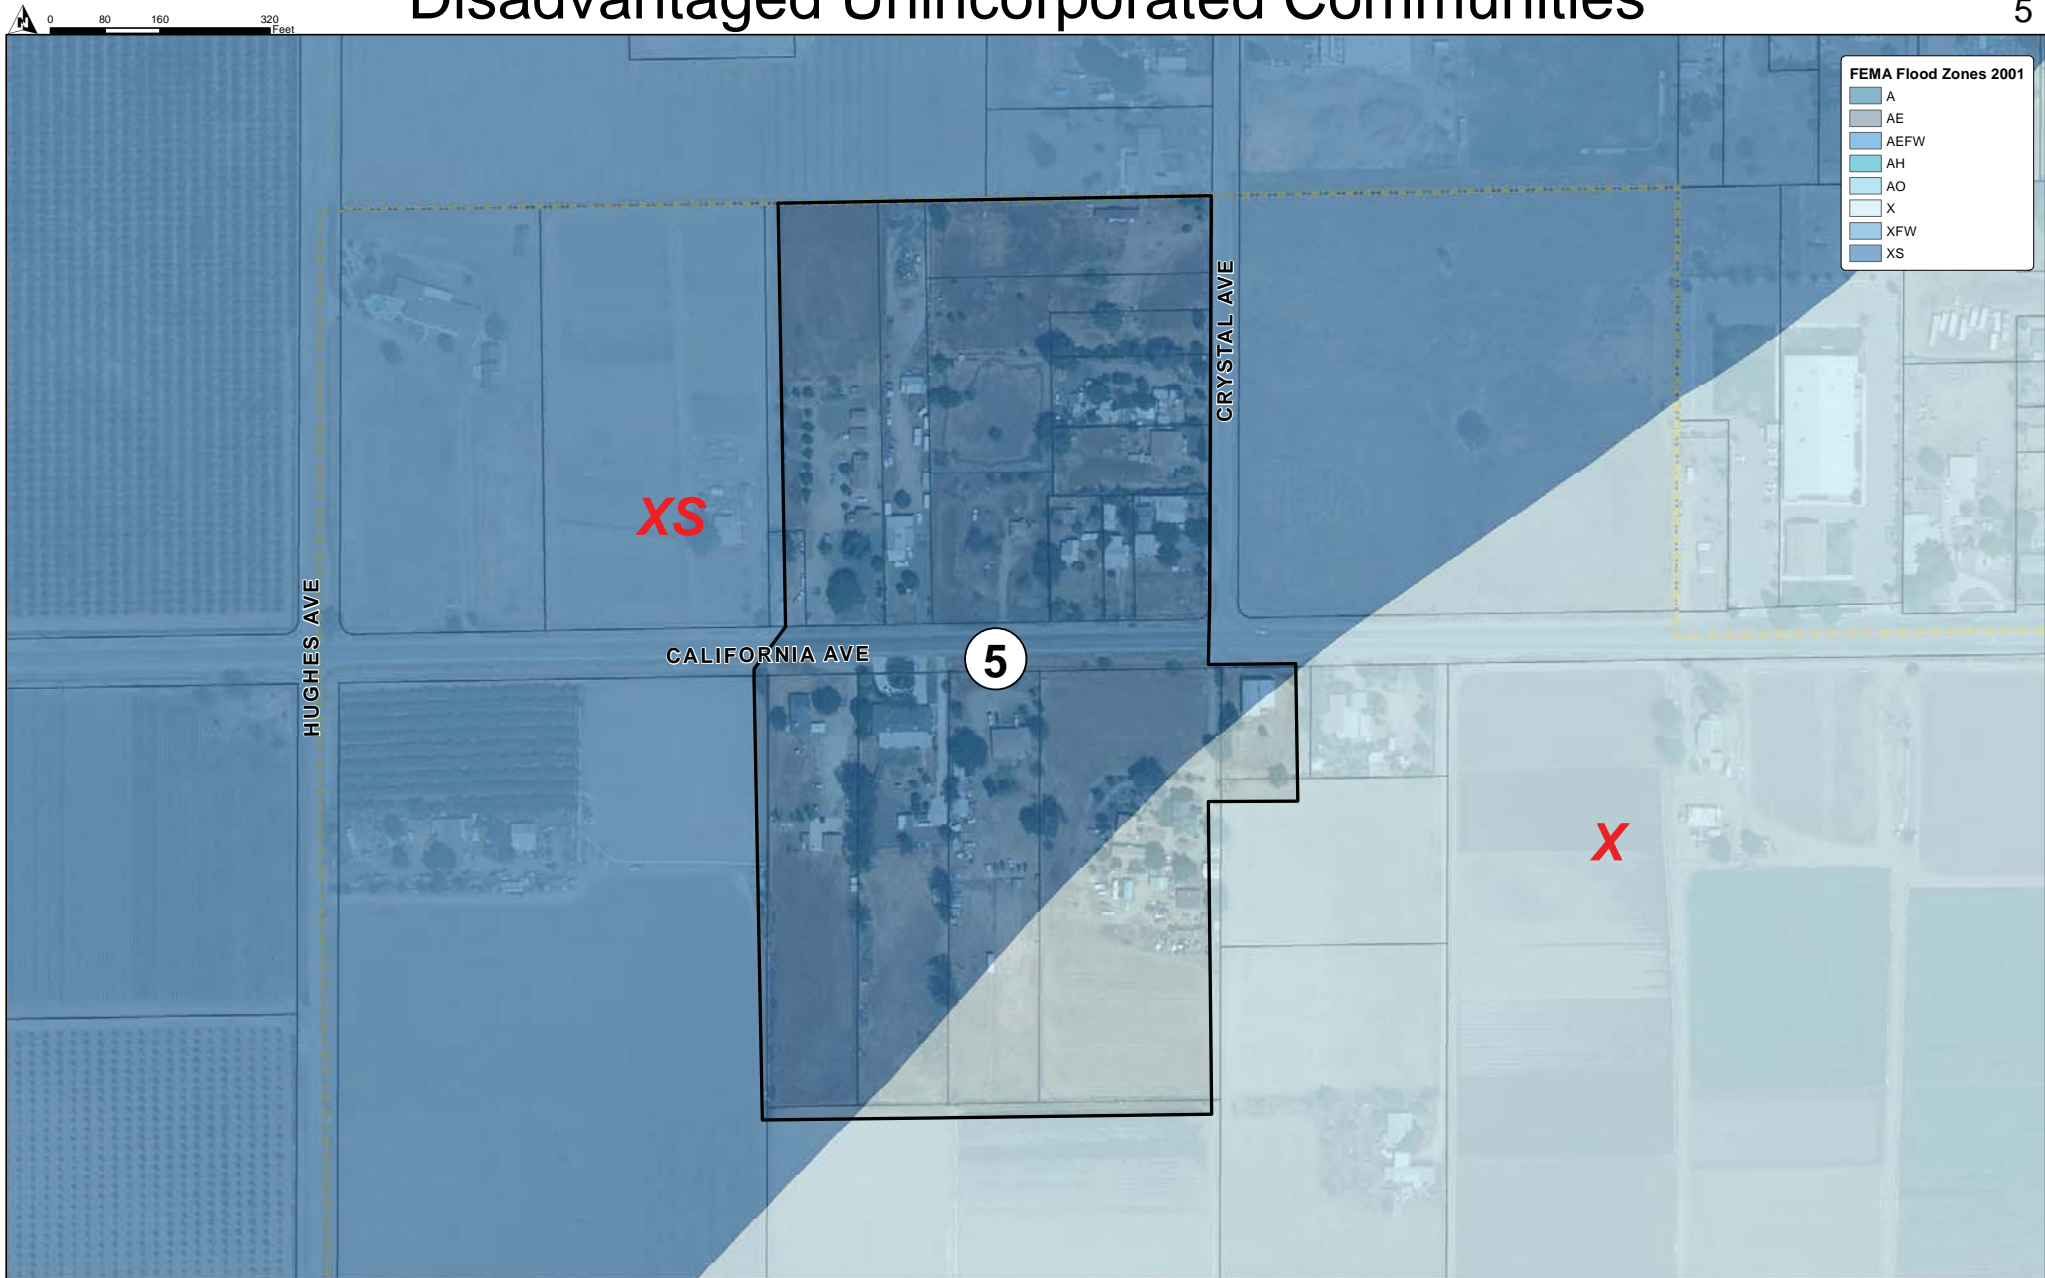 Disadvantaged Unincorporated Communities
5
0 80 160 320
Feet
N
FEMA Flood Zones 2001
A
AE
AEFW
AH
AO
X
XFW
XS
CRYSTAL AVE
XS
HUGHES AVE
CALIFORNIA AVE
5
X